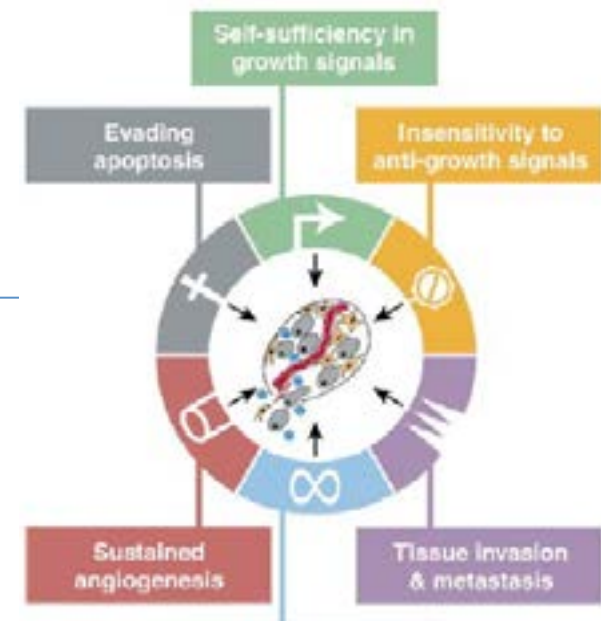 Self-sufficiency in
growth signals
Evading
apoptosis
Insensitivity to
anti-growth signals
Sustained
angiogenesis
Tissue invasion
& metastasis